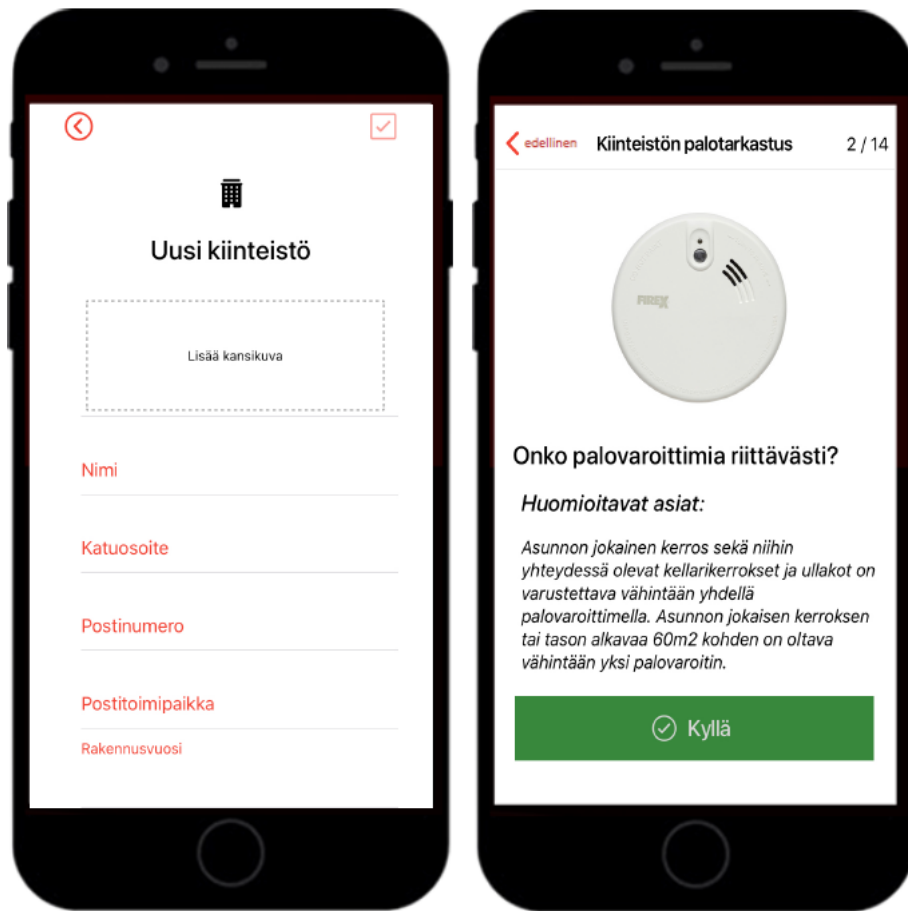 Uusi kiinteistö
Lisää kansikuva
Nimi
Katuosoite
Postinumero
Postitoimipaikka
Rakennusvuosi
edellinen Kiinteistön palotarkastus 2 / 14
FIREX
Onko palovaroittimia riittävästi?
Huomioitavat asiat:
Asunnon jokainen kerros sekä niihin
yhteydessä olevat kellarikerrokset ja ullakot on
varustettava vähintään yhdellä
palovaroittimella. Asunnon jokaisen kerroksen
tai tason alkavaa 60m2 kohden on oltava
vähintään yksi palovaroitin.
Kyllä